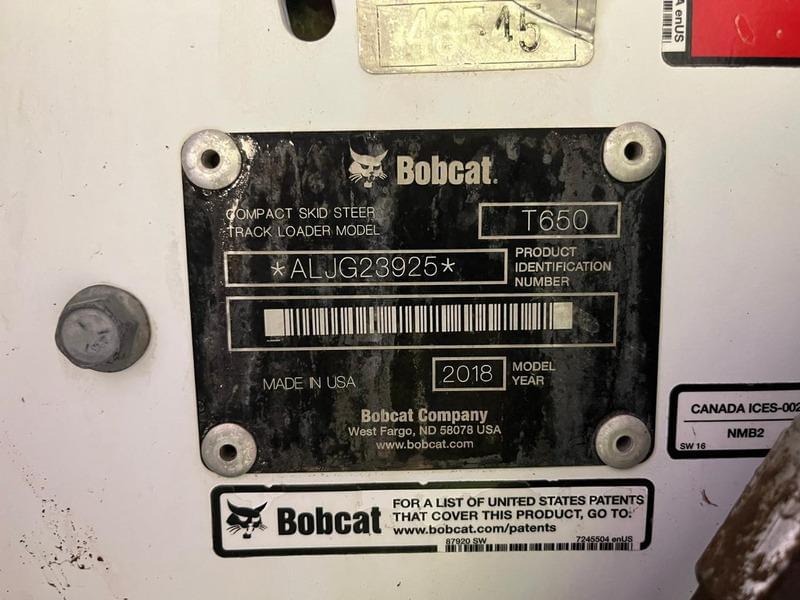 A enUS
Bobcat.
COMPACT SKID STEER
TRACK LOADER MODEL
T650
*ALJG23925*
PRODUCT
IDENTIFICATION
NUMBER
MADE IN USA
2018
MODEL
YEAR
Bobcat Company
West Fargo, ND 58078 USA
www.bobcat.com
CANADA ICES-002
NMB2
SW 16
Bobcat
FOR A LIST OF UNITED STATES PATENTS
THAT COVER THIS PRODUCT, GO TO:
www.bobcat.com/patents
87920 SW
7245504 enUS